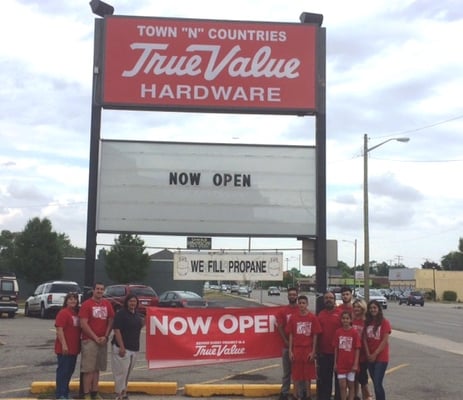 TOWN "N" COUNTRIES
True Value
HARDWARE
NOW OPEN
WE FILL PROPANE
NOW OPEN
True Value